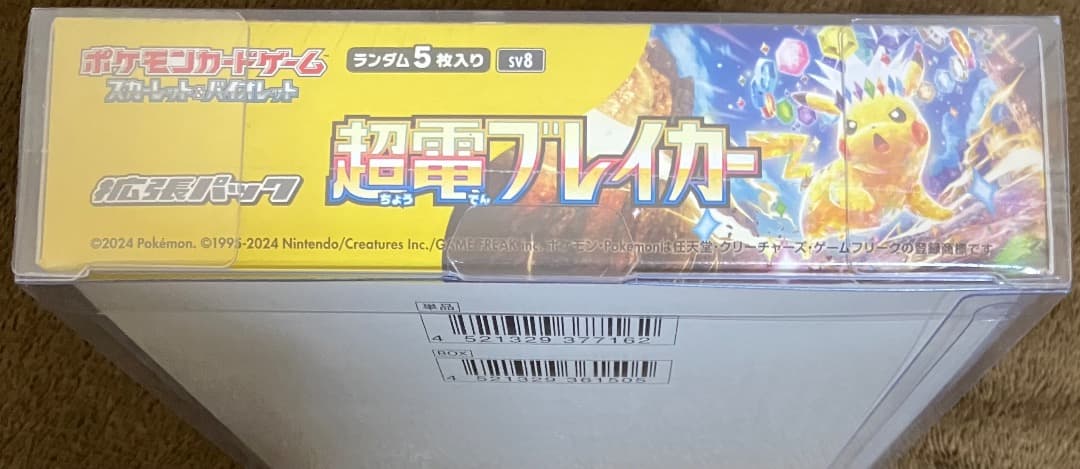 ポケモンカードゲーム
スカーレット&バイオレット
ランダム5枚入り
sv8
拡張パック
超電ブレイカー
ちょう でん
©2024 Pokémon. ©1995-2024 Nintendo/Creatures Inc./GAME FREAK inc. ポケモン・Pokémonは任天堂・クリーチャーズ・ゲームフリークの登録商標です
単品
4 521329 377162
BOX
4 521329 361505